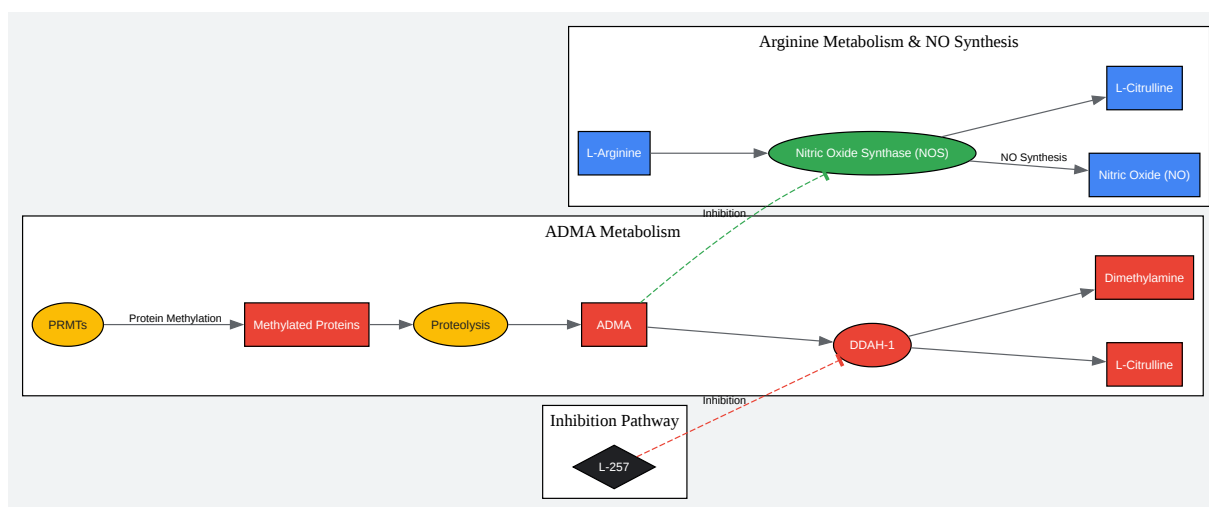 Arginine Metabolism & NO Synthesis
L-Citrulline
L-Arginine
Nitric Oxide Synthase (NOS)
NO Synthesis
Nitric Oxide (NO)
Inhibition
ADMA Metabolism
Dimethylamine
PRMTs
Protein Methylation
Methylated Proteins
Proteolysis
ADMA
DDAH-1
L-Citrulline
Inhibition
Inhibition Pathway
L-257